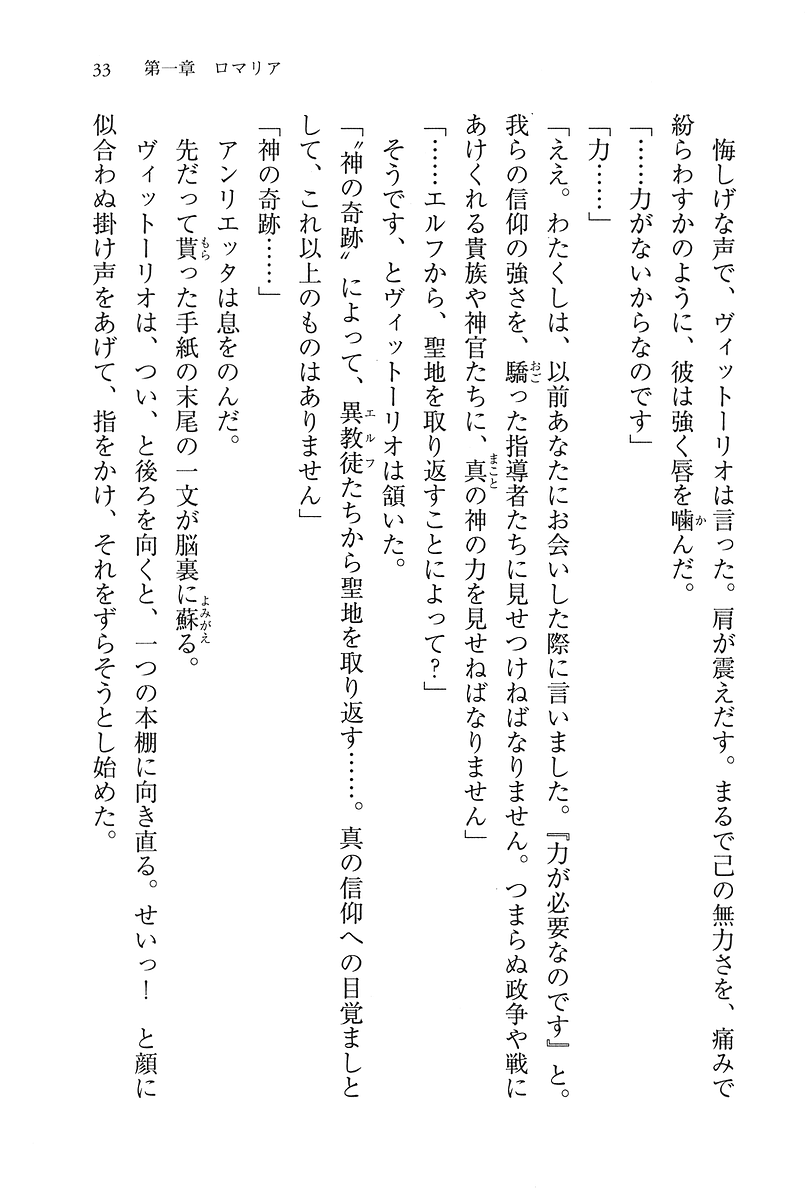 33　第一章　ロマリア
　悔しげな声で、ヴィットーリオは言った。肩が震えだす。まるで己の無力さを、痛みで
紛らわすかのように、彼は強く唇を噛んだ。
「……力がないからなのです」
「力……」
「ええ。わたくしは、以前あなたにお会いした際に言いました。『力が必要なのです』と。
我らの信仰の強さを、驕った指導者たちに見せつけねばなりません。つまらぬ政争や戦に
あけくれる貴族や神官たちに、真の神の力を見せねばなりません」
「……エルフから、聖地を取り返すことによって？」
　そうです、とヴィットーリオは頷いた。
「〝神の奇跡〟によって、異教徒たちから聖地を取り返す……。真の信仰への目覚ましと
して、これ以上のものはありません」
「神の奇跡……」
　アンリエッタは息をのんだ。
　先だって貰った手紙の末尾の一文が脳裏に蘇る。
　ヴィットーリオは、つい、と後ろを向くと、一つの本棚に向き直る。せいっ！　と顔に
似合わぬ掛け声をあげて、指をかけ、それをずらそうとし始めた。
か
おご
まこと
エルフ
もら
よみがえ